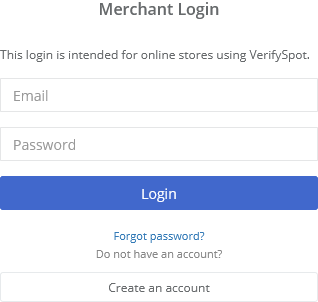 Merchant Login
This login is intended for online stores using VerifySpot.
Email
Password
Login
Forgot password?
Do not have an account?
Create an account